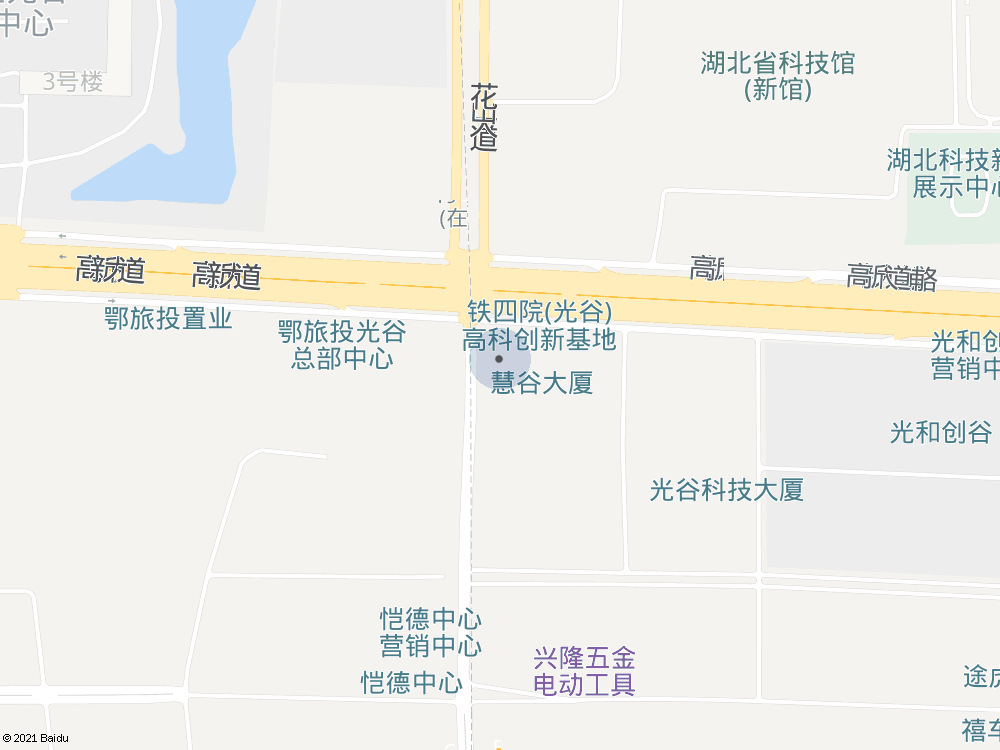 中心
3号楼
花山道
湖北省科技馆
(新馆)
湖北科技新
展示中心
(在
高新大道
高新大道
高
鄂旅投置业
鄂旅投光谷
总部中心
铁四院(光谷)
高科创新基地
慧谷大厦
光和创
营销中
光和创谷
光谷科技大厦
恺德中心
营销中心
恺德中心
兴隆五金
电动工具
途虎
禧车
© 2021 Baidu